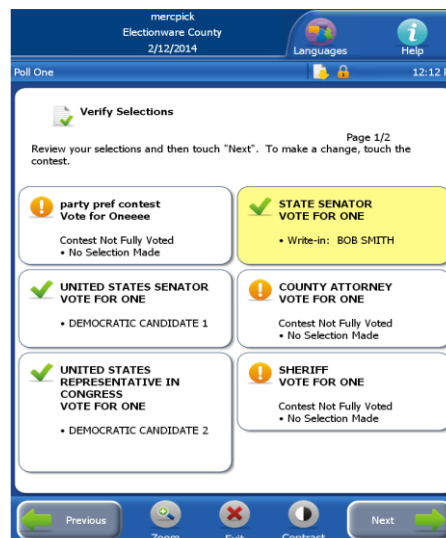 mercpick
Electionware County
2/12/2014
Languages
Help
Poll One
12:12
Verify Selections
Page 1/2
Review your selections and then touch "Next". To make a change, touch the
contest.
party pref contest
Vote for Oneeee
Contest Not Fully Voted
• No Selection Made
STATE SENATOR
VOTE FOR ONE
• Write-in: BOB SMITH
UNITED STATES SENATOR
VOTE FOR ONE
• DEMOCRATIC CANDIDATE 1
COUNTY ATTORNEY
VOTE FOR ONE
Contest Not Fully Voted
• No Selection Made
UNITED STATES
REPRESENTATIVE IN
CONGRESS
VOTE FOR ONE
• DEMOCRATIC CANDIDATE 2
SHERIFF
VOTE FOR ONE
Contest Not Fully Voted
• No Selection Made
Previous
Zoom
Exit
Contrast
Next